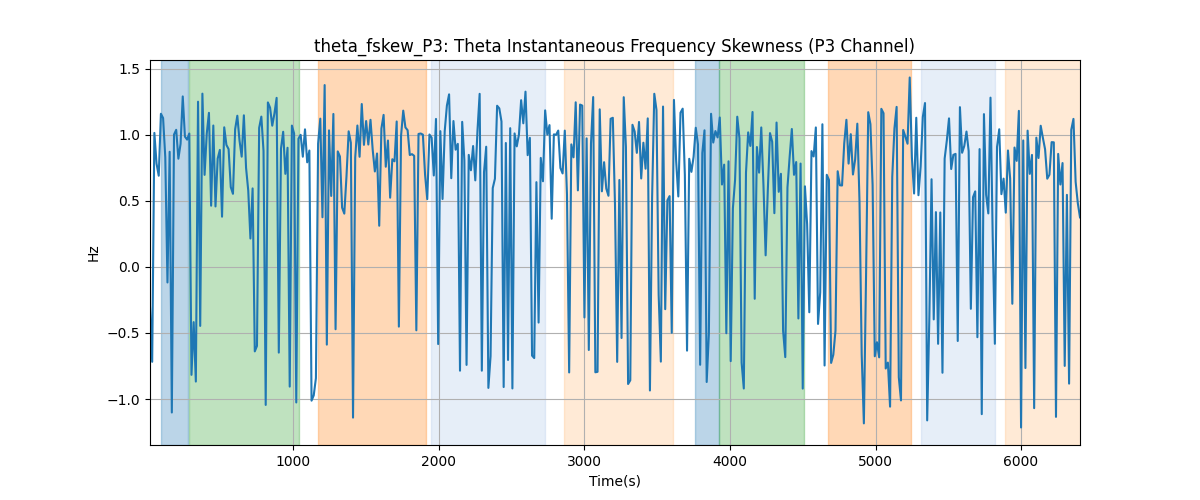 theta_fskew_P3: Theta Instantaneous Frequency Skewness (P3 Channel)
1.5
1.0
0.5
0.0
−0.5
−1.0
Hz
1000 2000 3000 4000 5000 6000
Time(s)